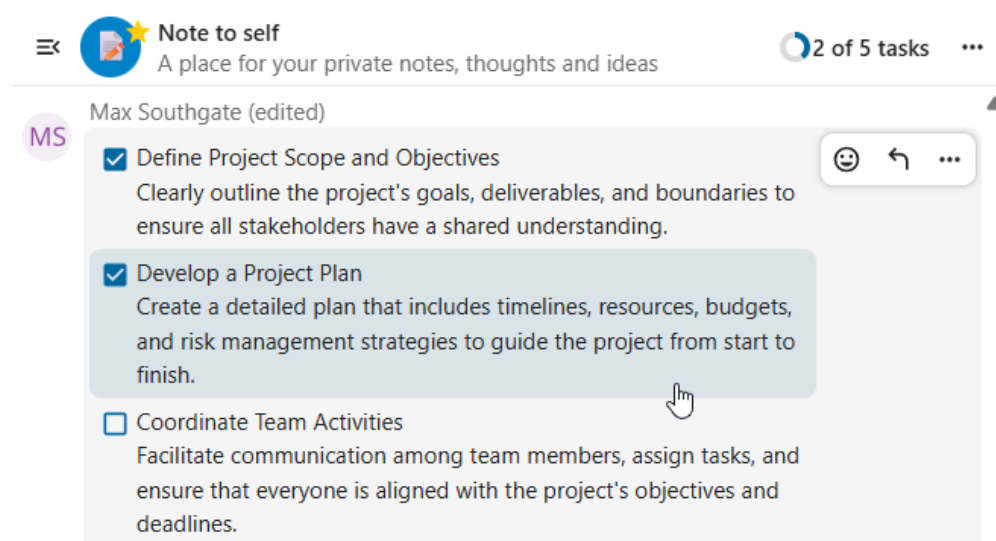 Note to self
A place for your private notes, thoughts and ideas
2 of 5 tasks
Max Southgate (edited)
MS
Define Project Scope and Objectives
Clearly outline the project's goals, deliverables, and boundaries to
ensure all stakeholders have a shared understanding.
Develop a Project Plan
Create a detailed plan that includes timelines, resources, budgets,
and risk management strategies to guide the project from start to
finish.
Coordinate Team Activities
Facilitate communication among team members, assign tasks, and
ensure that everyone is aligned with the project's objectives and
deadlines.